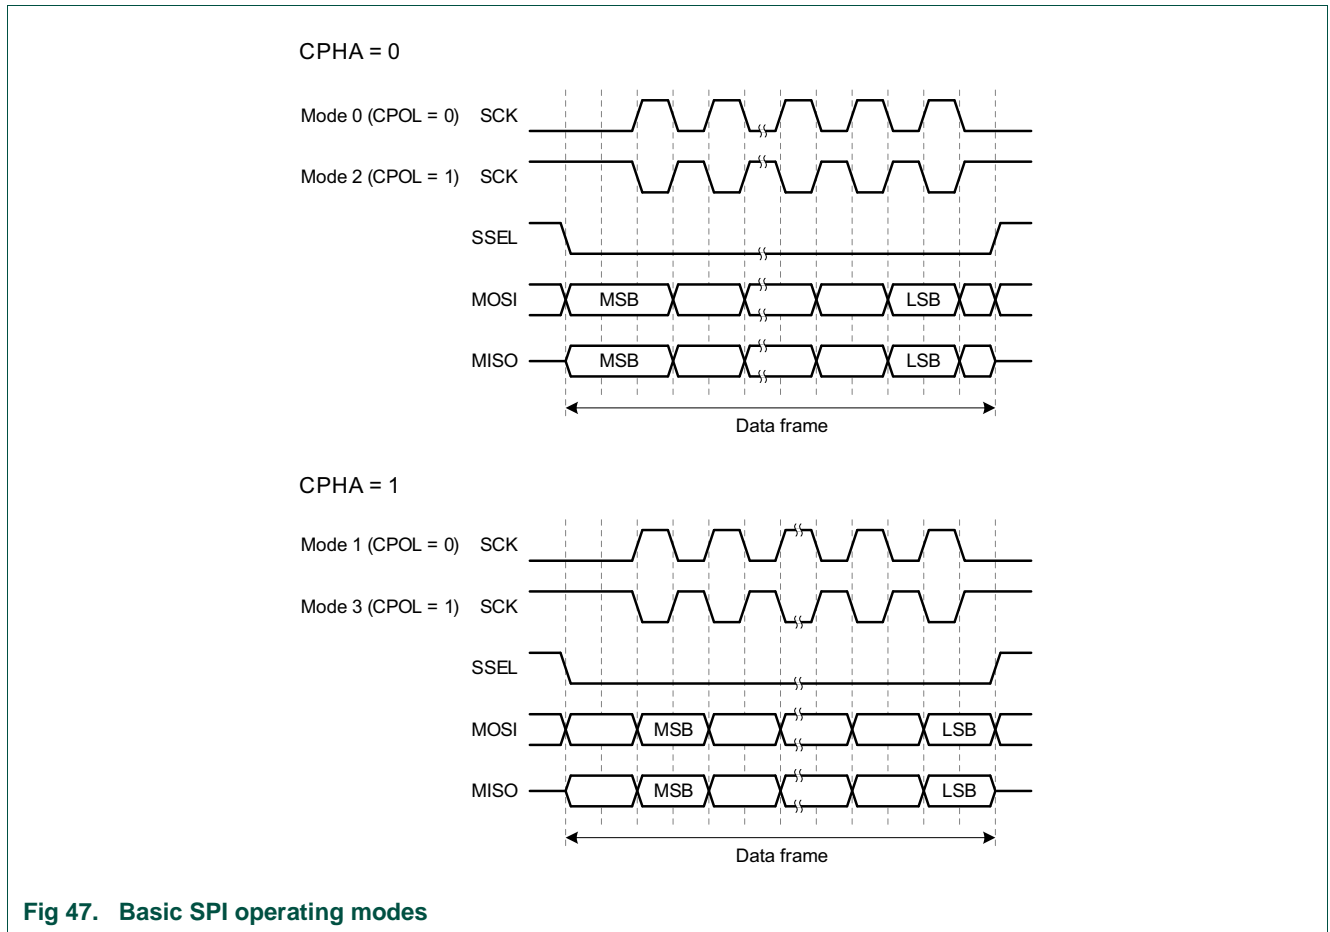 CPHA = 0
Mode 0 (CPOL = 0) SCK
Mode 2 (CPOL = 1) SCK
SSEL
MOSI MSB LSB
MISO MSB LSB
Data frame
CPHA = 1
Mode 1 (CPOL = 0) SCK
Mode 3 (CPOL = 1) SCK
SSEL
MOSI MSB LSB
MISO MSB LSB
Data frame
Fig 47. Basic SPI operating modes